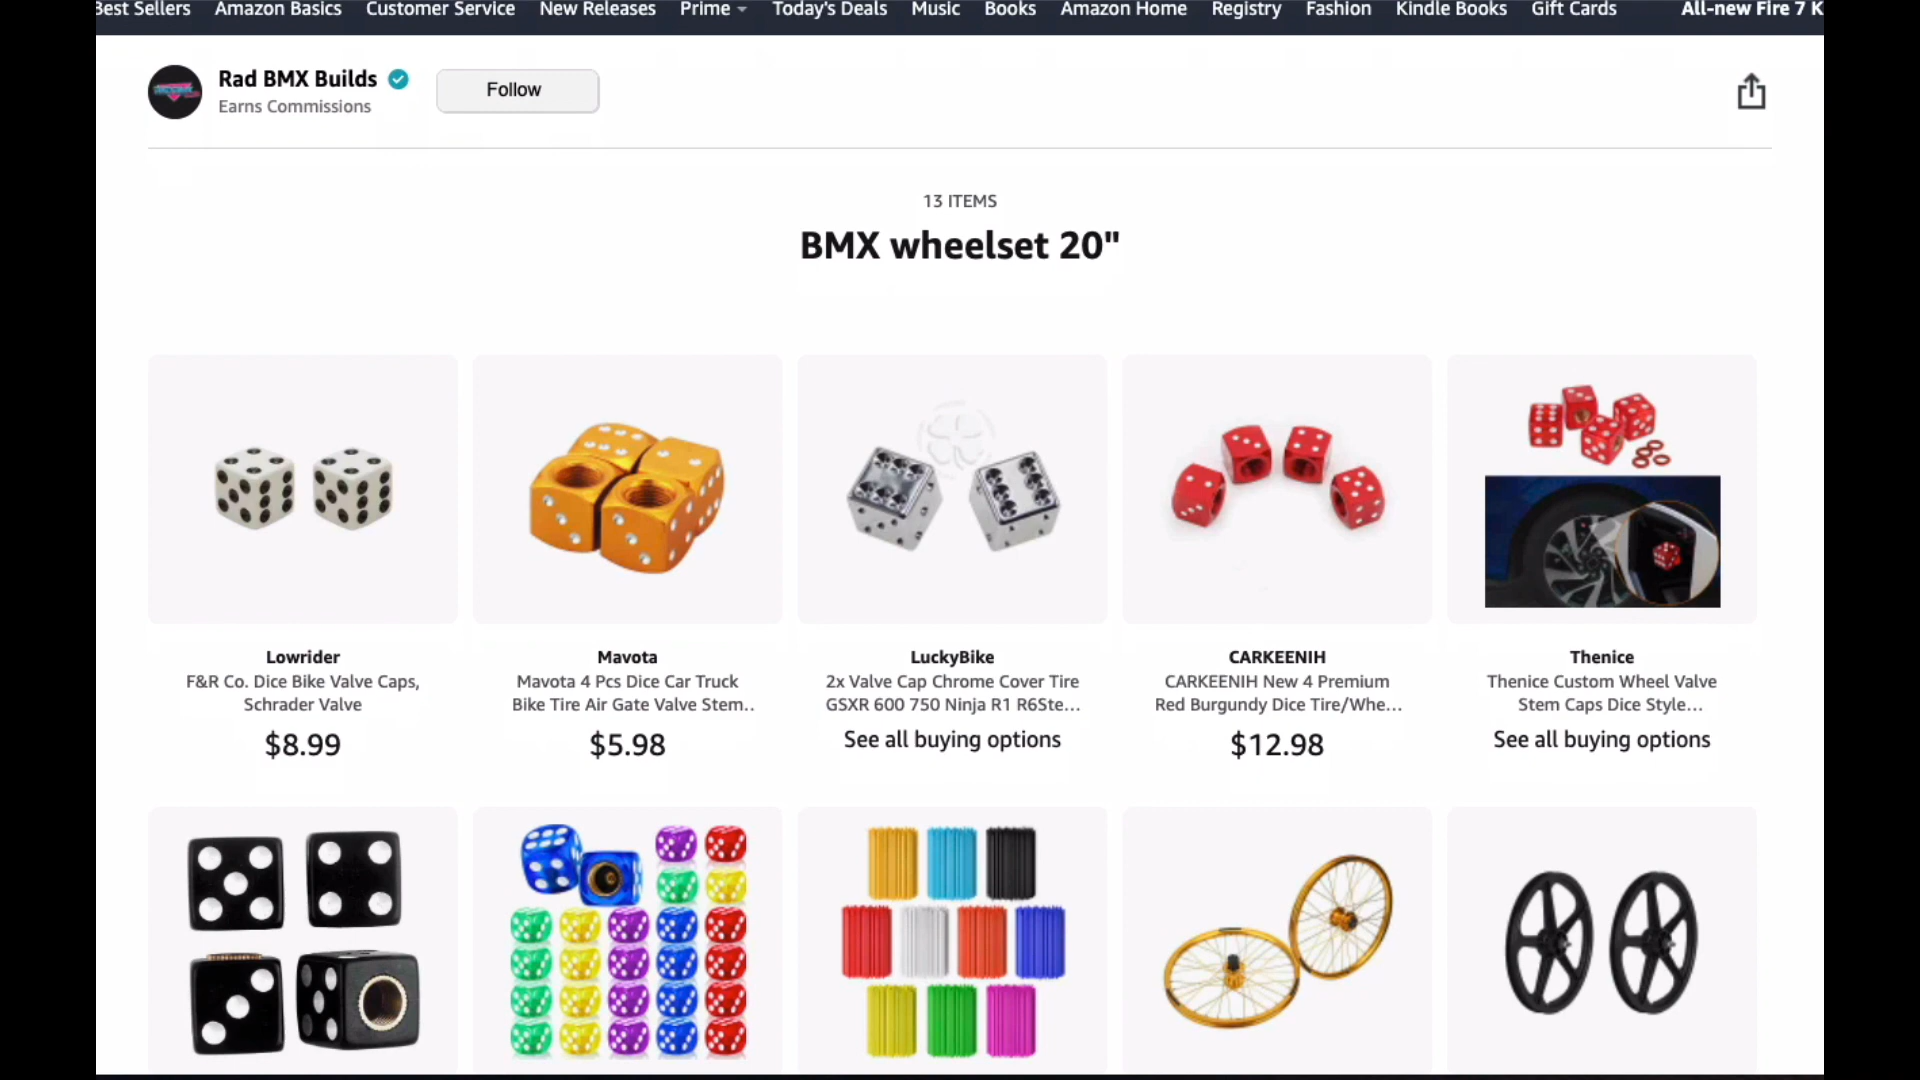 Best Sellers Amazon Basics Customer Service New Releases Prime Today's Deals Music Books Amazon Home Registry Fashion Kindle Books Gift Cards All-new Fire 7 K
Rad BMX Builds
Follow
Earns Commissions
13 ITEMS
BMX wheelset 20"
Lowrider
F&R Co. Dice Bike Valve Caps,
Schrader Valve
$8.99
Mavota
Mavota 4 Pcs Dice Car Truck
Bike Tire Air Gate Valve Stem..
$5.98
LuckyBike
2x Valve Cap Chrome Cover Tire
GSXR 600 750 Ninja R1 R6Ste...
See all buying options
CARKEENIH
CARKEENIH New 4 Premium
Red Burgundy Dice Tire/Whe...
$12.98
Thenice
Thenice Custom Wheel Valve
Stem Caps Dice Style...
See all buying options